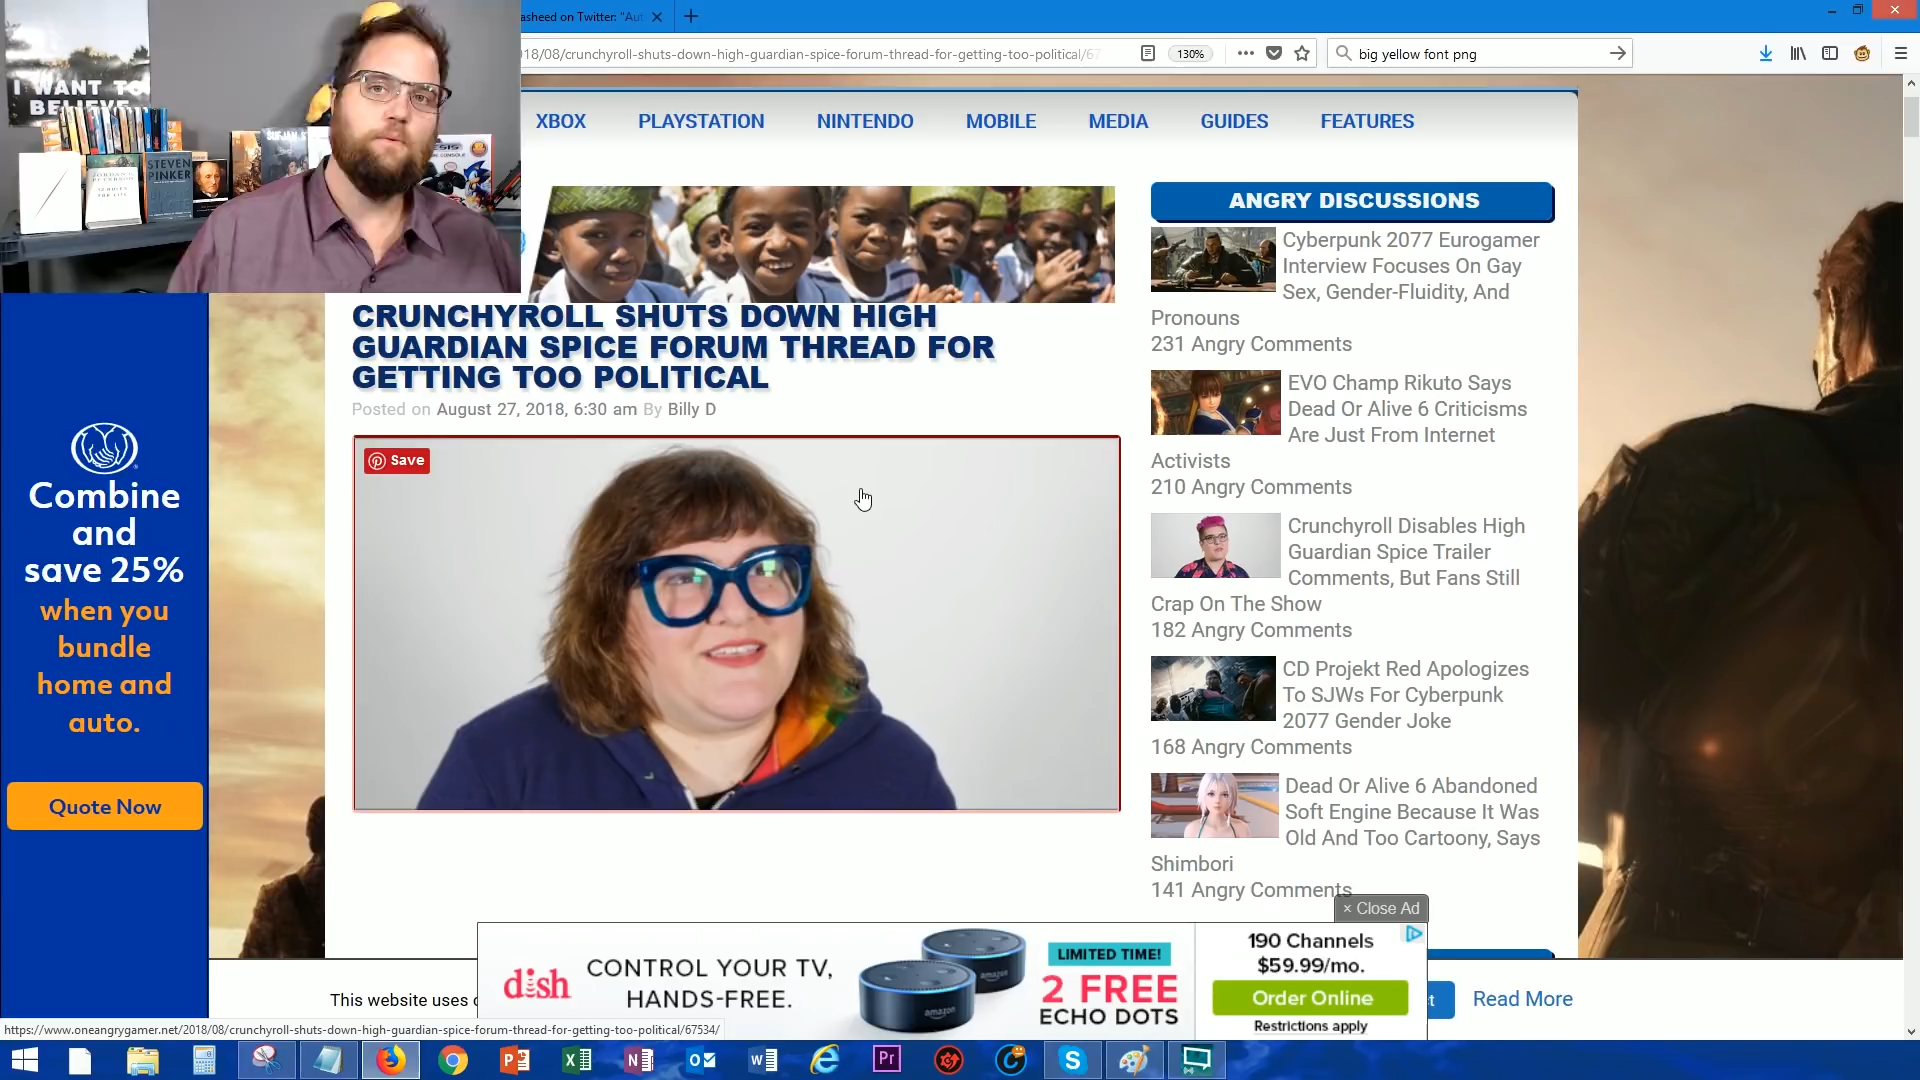 asheed on Twitter: "Aut
18/08/crunchyroll-shuts-down-high-guardian-spice-forum-thread-for-getting-too-political/67
130%
big yellow font png
I WANT TO
BELIEVE
STEVEN
PINKER
JORDAN B.
PETERSON
SUFJAN
XBOX
PLAYSTATION
NINTENDO
MOBILE
MEDIA
GUIDES
FEATURES
CRUNCHYROLL SHUTS DOWN HIGH
GUARDIAN SPICE FORUM THREAD FOR
GETTING TOO POLITICAL
Posted on August 27, 2018, 6:30 am By Billy D
Save
ANGRY DISCUSSIONS
Cyberpunk 2077 Eurogamer
Interview Focuses On Gay
Sex, Gender-Fluidity, And
Pronouns
231 Angry Comments
EVO Champ Rikuto Says
Dead Or Alive 6 Criticisms
Are Just From Internet
Activists
210 Angry Comments
Crunchyroll Disables High
Guardian Spice Trailer
Comments, But Fans Still
Crap On The Show
182 Angry Comments
CD Projekt Red Apologizes
To SJWs For Cyberpunk
2077 Gender Joke
168 Angry Comments
Dead Or Alive 6 Abandoned
Soft Engine Because It Was
Old And Too Cartoony, Says
Shimbori
141 Angry Comments
Combine
and
save 25%
when you
bundle
home and
auto.
Quote Now
× Close Ad
dish
CONTROL YOUR TV,
HANDS-FREE.
amazon
amazon
LIMITED TIME!
2 FREE
ECHO DOTS
190 Channels
$59.99/mo.
Order Online
Restrictions apply
This website uses c
t
Read More
https://www.oneangrygamer.net/2018/08/crunchyroll-shuts-down-high-guardian-spice-forum-thread-for-getting-too-political/67534/